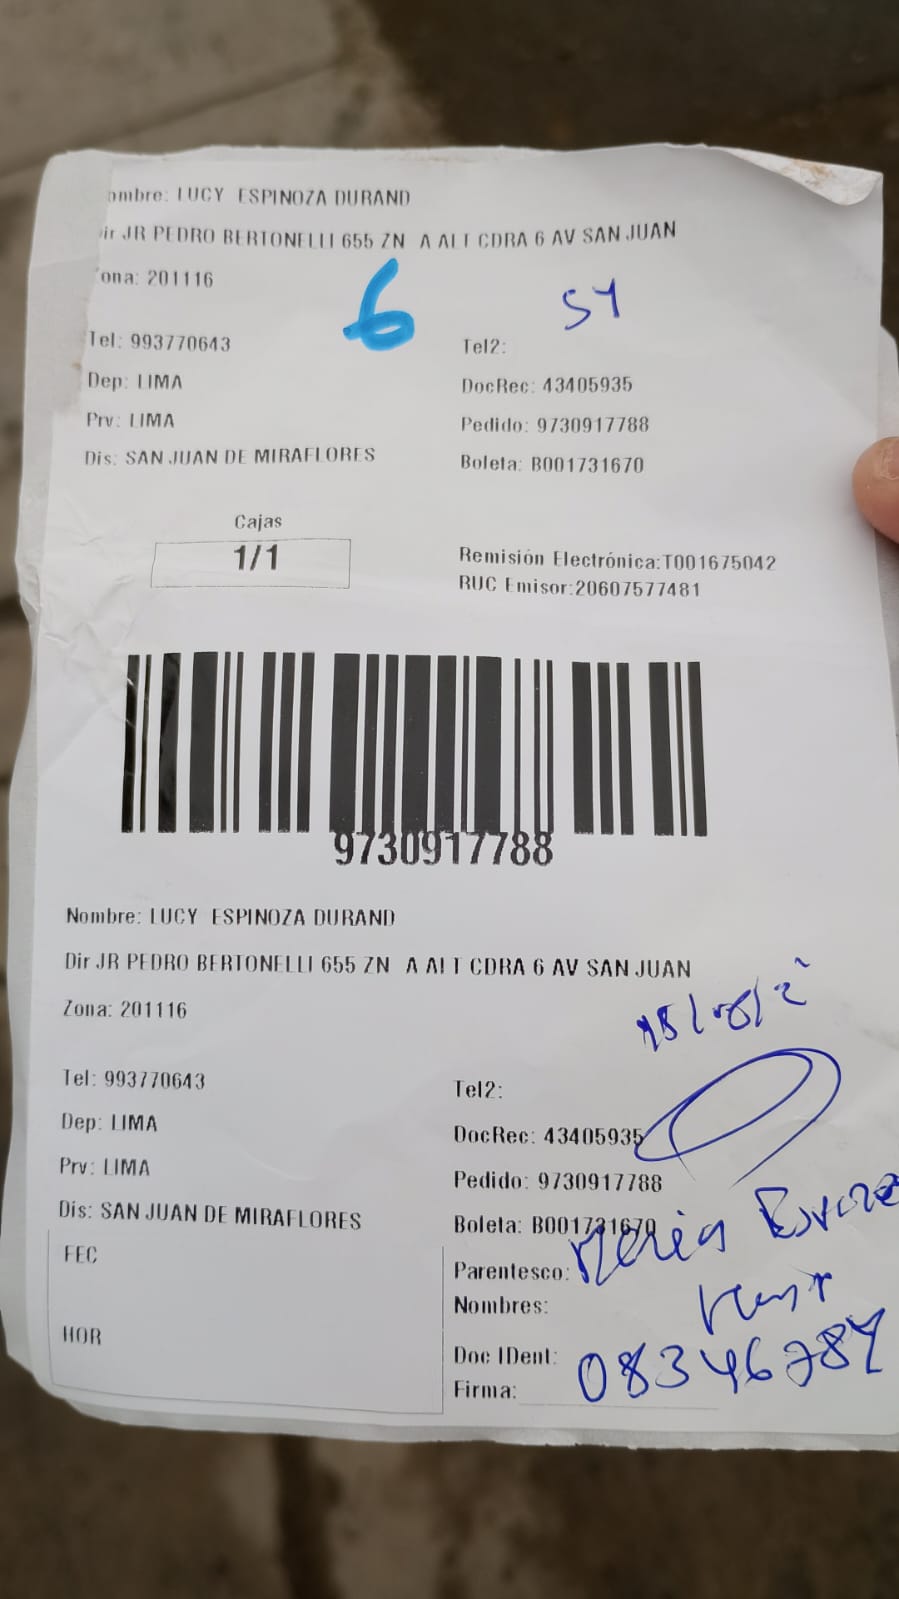 ombre: LUCY ESPINOZA DURAND
ir JR PEDRO BERTONELLI 655 ZN A ALT CDRA 6 AV SAN JUAN
ona: 201116
6
Tel: 993770643
Tel2:
Dep: LIMA
DocRec: 43405935
Prv: LIMA
Pedido: 9730917788
Dis: SAN JUAN DE MIRAFLORES
Boleta: B001731670
Cajas
1/1
Remisión Electrónica:T001675042
RUC Emisor:20607577481
9730917788
Nombre: LUCY ESPINOZA DURAND
Dir JR PEDRO BERTONELLI 655 ZN A ALT CDRA 6 AV SAN JUAN
Zona: 201116
Tel: 993770643
Tel2:
Dep: LIMA
DocRec: 43405935
Prv: LIMA
Pedido: 9730917788
Dis: SAN JUAN DE MIRAFLORES
Boleta: B001731670
FEC
Parentesco:
Nombres:
HOR
Doc IDent:
Firma: